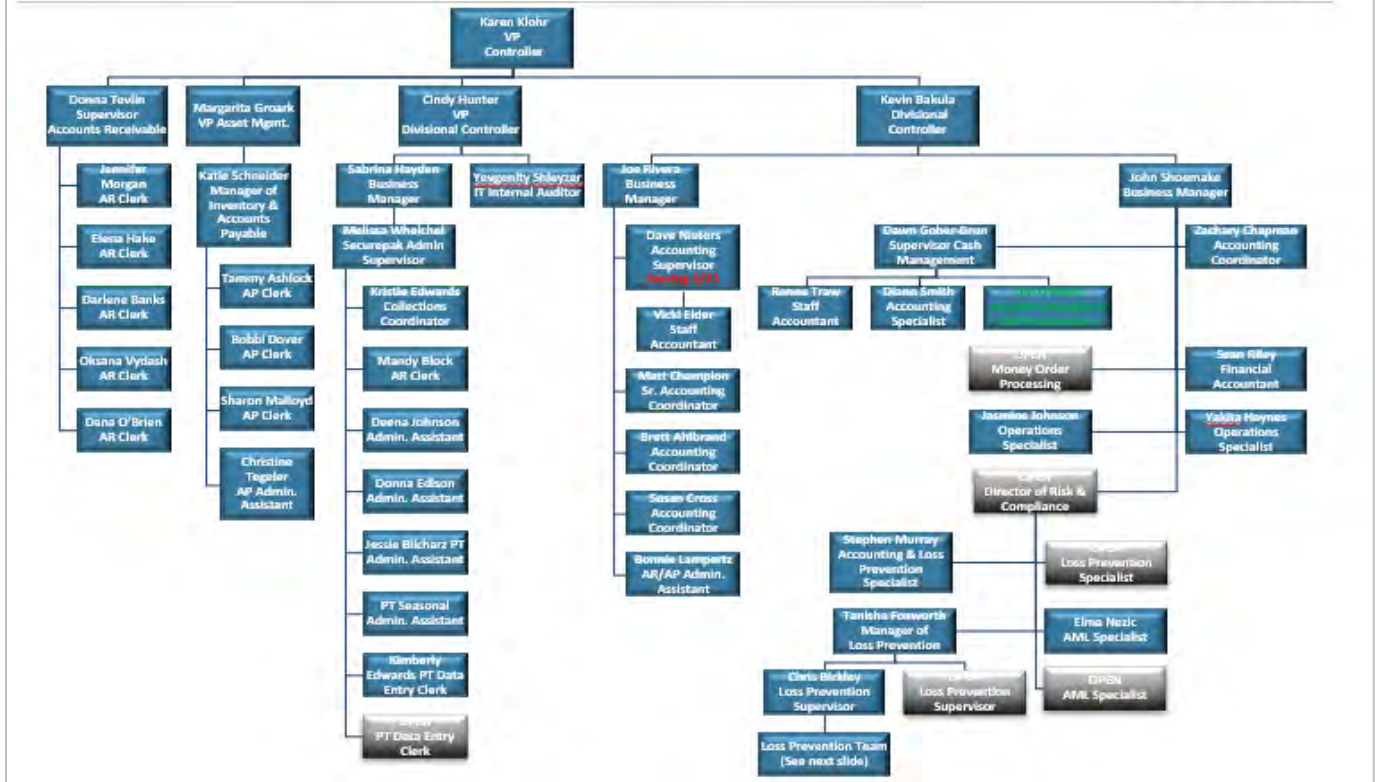 Karen Klohr
VP
Controller
Donna Tevlin
Supervisor
Accounts Receivable
Margarita Groark
VP Asset Mgmt.
Cindy Hunter
VP
Divisional Controller
Kevin Bakula
Divisional
Controller
Jennifer
Morgan
AR Clerk
Elena Hake
AR Clerk
Darlene Banks
AR Clerk
Oksana Vydash
AR Clerk
Dana O'Brien
AR Clerk
Katie Schneider
Manager of
Inventory &
Accounts
Payable
Tammy Ashlock
AP Clerk
Bobbi Dover
AP Clerk
Sharon Malloyd
AP Clerk
Christine
Tegeler
AP Admin.
Assistant
Sabrina Hayden
Business
Manager
Yevgenity Shleyzer
IT Internal Auditor
Melissa Whelchel
Securepak Admin
Supervisor
Kristie Edwards
Collections
Coordinator
Mandy Block
AR Clerk
Deena Johnson
Admin. Assistant
Donna Edison
Admin. Assistant
Jessie Blicharz PT
Admin. Assistant
PT Seasonal
Admin. Assistant
Kimberly
Edwards PT Data
Entry Clerk
OPEN
PT Data Entry
Clerk
Joe Rivera
Business
Manager
Dave Nieters
Accounting
Supervisor
Vicki Elder
Staff
Accountant
Matt Champion
Sr. Accounting
Coordinator
Brett Ahlbrand
Accounting
Coordinator
Susan Cross
Accounting
Coordinator
Bonnie Lampertz
AR/AP Admin.
Assistant
John Shoemake
Business Manager
Dawn Gober-Grun
Supervisor Cash
Management
Zachary Chapman
Accounting
Coordinator
Renee Traw
Staff
Accountant
Diann Smith
Accounting
Specialist
OPEN
Money Order
Processing
Sean Riley
Financial
Accountant
Jasmine Johnson
Operations
Specialist
Yakita Haynes
Operations
Specialist
OPEN
Director of Risk &
Compliance
Stephen Murray
Accounting & Loss
Prevention
Specialist
OPEN
Loss Prevention
Specialist
Tanisha Foxworth
Manager of
Loss Prevention
Elma Nezic
AML Specialist
Chris Bickley
Loss Prevention
Supervisor
OPEN
Loss Prevention
Supervisor
OPEN
AML Specialist
Loss Prevention Team
(See next slide)